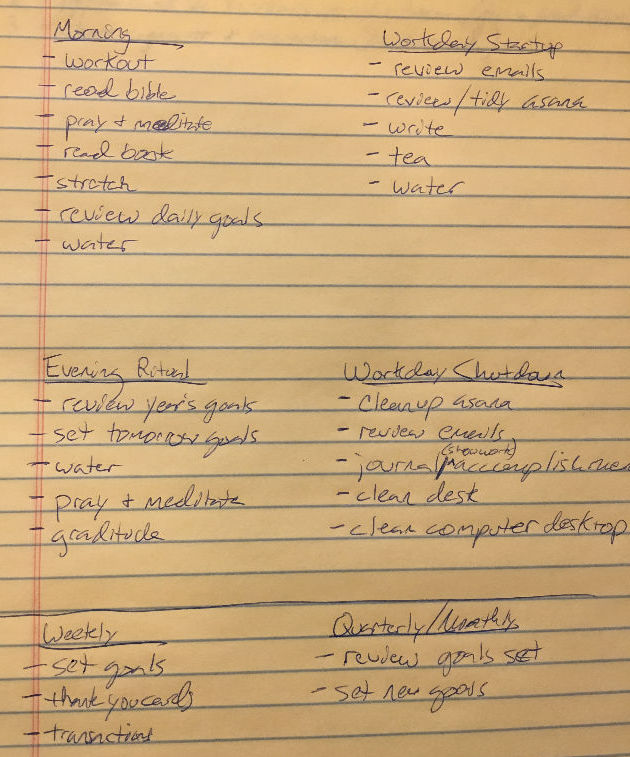 Morning
- workout
- read bible
- pray + meditate
- read book
- stretch
- review daily goals
- water
Workday Startup
- review emails
- review/tidy asana
- write
- tea
- water
Evening Ritual
- review year's goals
- set tomorrow goals
- water
- pray + meditate
- graditude
Workday Shutdown
- cleanup asana
- review emails
(show work)
- journal accomplishmen
- clean desk
- clean computer desktop
Weekly
- set goals
- thank you cards
- transactions
Quarterly/Monthly
- review goals set
- set new goals